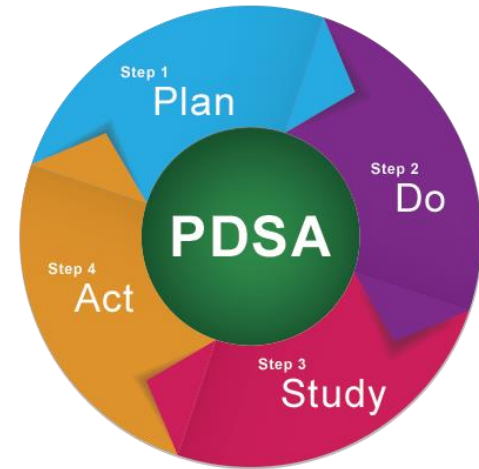 Step 1
Plan
Step 2
Do
PDSA
Step 4
Act
Step 3
Study